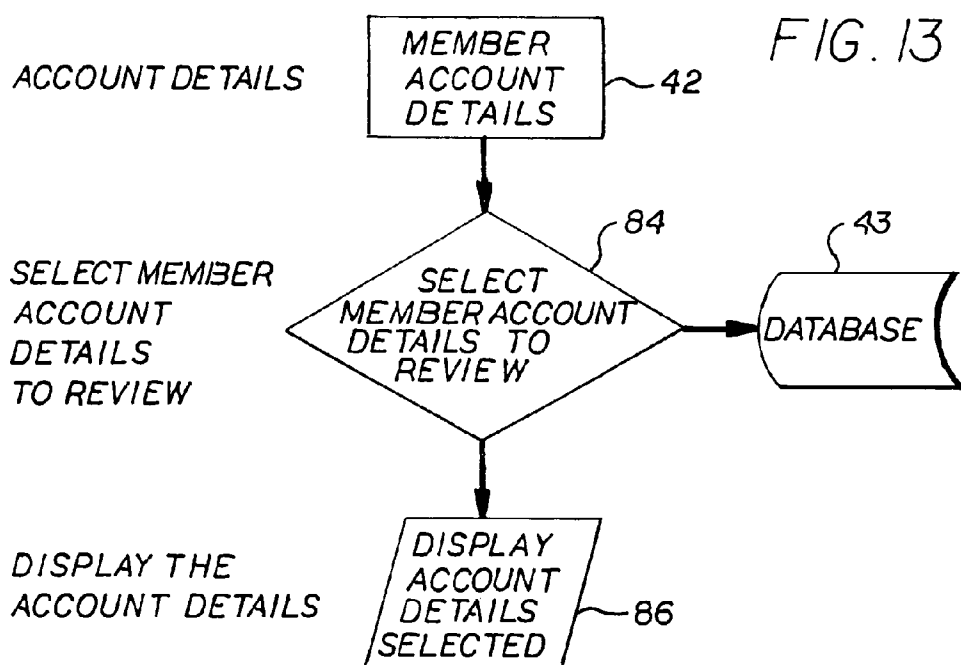 FIG. 13
ACCOUNT DETAILS
MEMBER
ACCOUNT
DETAILS
42
SELECT MEMBER
ACCOUNT
DETAILS
TO REVIEW
SELECT
MEMBER ACCOUNT
DETAILS TO
REVIEW
84
43
DATABASE
DISPLAY THE
ACCOUNT DETAILS
DISPLAY
ACCOUNT
DETAILS
SELECTED
86